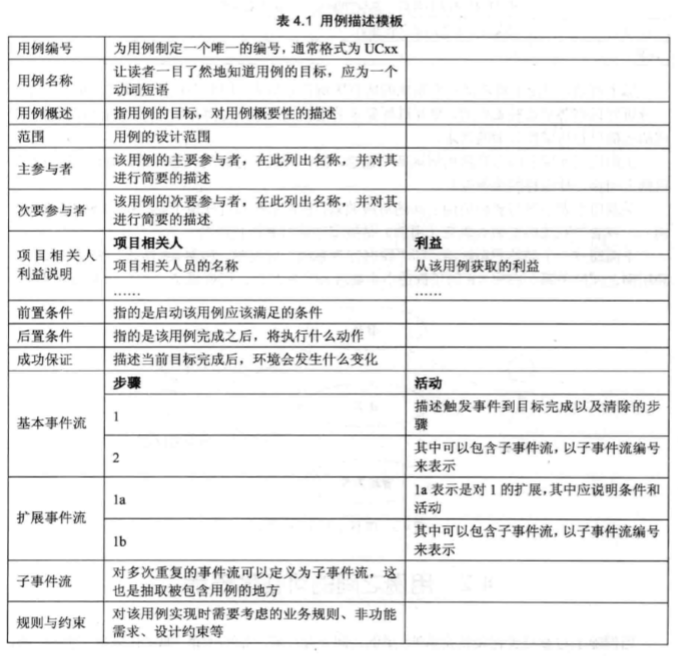 表 4.1 用例描述模板
用例编号 为用例制定一个唯一的编号，通常格式为 UCxx
用例名称 让读者一目了然地知道用例的目标，应为一个
动词短语
用例概述 指用例的目标，对用例概要性的描述
范围 用例的设计范围
主参与者 该用例的主要参与者，在此列出名称，并对其
进行简要的描述
次要参与者 该用例的次要参与者，在此列出名称，并对其
进行简要的描述
项目相关人
利益说明
项目相关人 利益
项目相关人员的名称 从该用例获取的利益
…… ……
前置条件 指的是启动该用例应该满足的条件
后置条件 指的是该用例完成之后，将执行什么动作
成功保证 描述当前目标完成后，环境会发生什么变化
基本事件流
步骤 活动
1 描述触发事件到目标完成以及清除的步
骤
2 其中可以包含子事件流，以子事件流编号
来表示
扩展事件流
1a 1a 表示是对 1 的扩展，其中应说明条件和
活动
1b 其中可以包含子事件流，以子事件流编号
来表示
子事件流 对多次重复的事件流可以定义为子事件流，这
也是抽取被包含用例的地方
规则与约束 对该用例实现时需要考虑的业务规则、非功能
需求、设计约束等